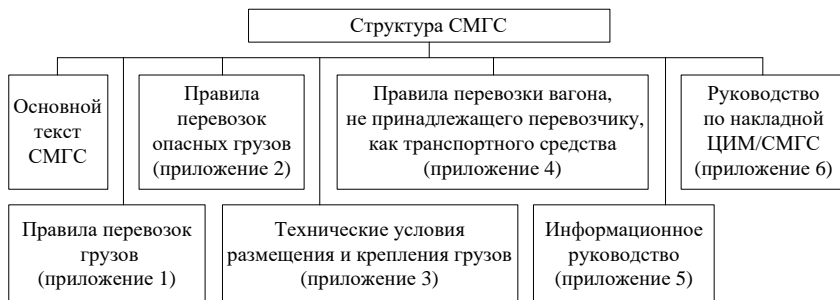 Структура СМГС
Основной
текст
СМГС
Правила
перевозок
опасных грузов
(приложение 2)
Правила перевозки вагона,
не принадлежащего перевозчику,
как транспортного средства
(приложение 4)
Руководство
по накладной
ЦИМ/СМГС
(приложение 6)
Правила перевозок
грузов
(приложение 1)
Технические условия
размещения и крепления грузов
(приложение 3)
Информационное
руководство
(приложение 5)